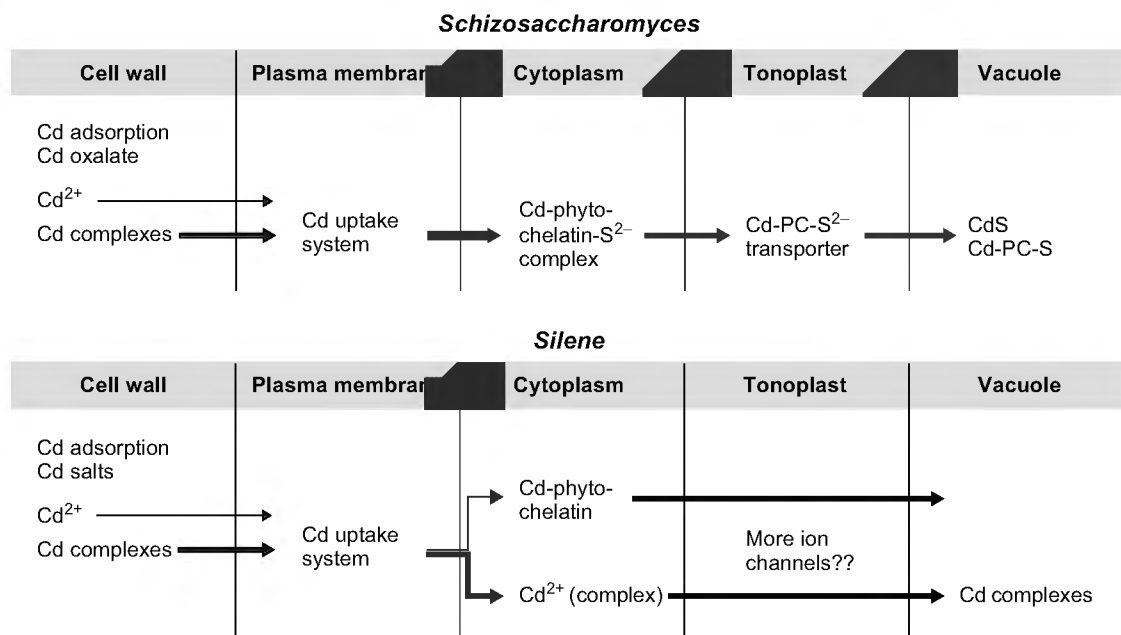 Schizosaccharomyces
Cell wall
Plasma membran
Cytoplasm
Tonoplast
Vacuole
Cd adsorption
Cd oxalate
Cd²⁺
Cd complexes
Cd uptake
system
Cd-phyto-
chelatin-S²⁻
complex
Cd-PC-S²⁻
transporter
CdS
Cd-PC-S
Silene
Cell wall
Plasma membran
Cytoplasm
Tonoplast
Vacuole
Cd adsorption
Cd salts
Cd²⁺
Cd complexes
Cd uptake
system
Cd-phyto-
chelatin
Cd²⁺ (complex)
More ion
channels??
Cd complexes